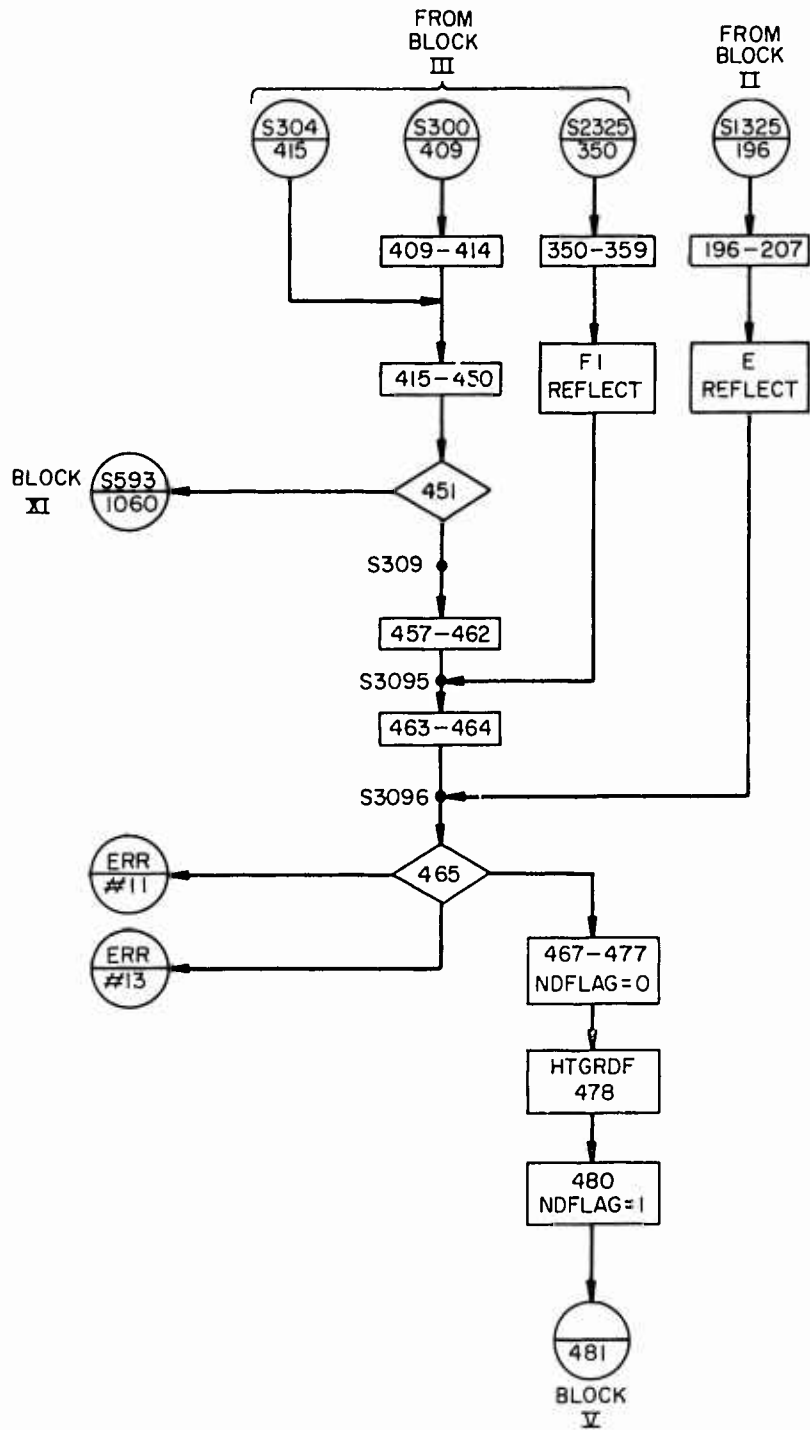 FROM
BLOCK
III
FROM
BLOCK
II
S304
415
S300
409
S2325
350
S1325
196
409-414
350-359
196-207
415-450
F1
REFLECT
E
REFLECT
BLOCK
XI
S593
1060
451
S309
457-462
S3095
463-464
S3096
465
ERR
#11
ERR
#13
467-477
NDFLAG=0
HTGRDF
478
480
NDFLAG=1
481
BLOCK
V